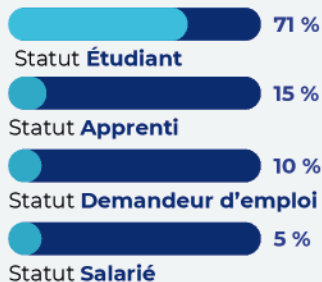 71 %
Statut Étudiant
15 %
Statut Apprenti
10 %
Statut Demandeur d'emploi
5 %
Statut Salarié